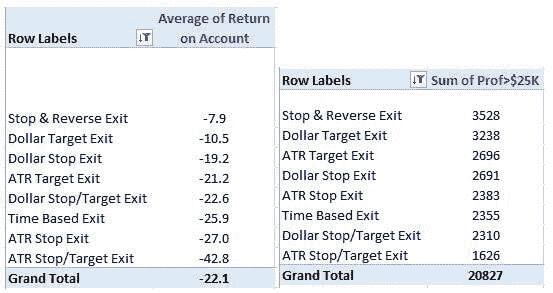 Average of Return
Row Labels on Account
Stop & Reverse Exit -7.9
Dollar Target Exit -10.5
Dollar Stop Exit -19.2
ATR Target Exit -21.2
Dollar Stop/Target Exit -22.6
Time Based Exit -25.9
ATR Stop Exit -27.0
ATR Stop/Target Exit -42.8
Grand Total -22.1
Row Labels Sum of Prof>$25K
Stop & Reverse Exit 3528
Dollar Target Exit 3238
ATR Target Exit 2696
Dollar Stop Exit 2691
ATR Stop Exit 2383
Time Based Exit 2355
Dollar Stop/Target Exit 2310
ATR Stop/Target Exit 1626
Grand Total 20827